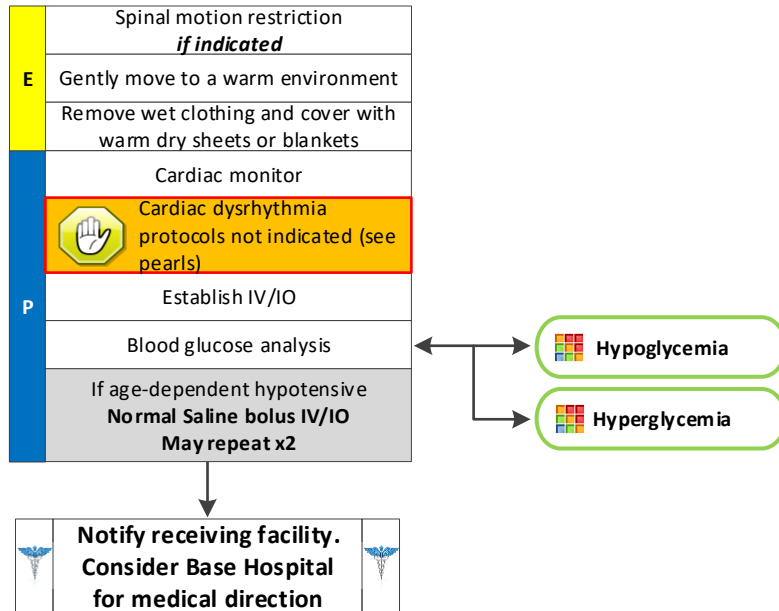 Spinal motion restriction
if indicated
E
Gently move to a warm environment
Remove wet clothing and cover with
warm dry sheets or blankets
P
Cardiac monitor
Cardiac dysrhythmia
protocols not indicated (see
pearls)
Establish IV/IO
Blood glucose analysis
Hypoglycemia
Hyperglycemia
If age-dependent hypotensive
Normal Saline bolus IV/IO
May repeat x2
Notify receiving facility.
Consider Base Hospital
for medical direction